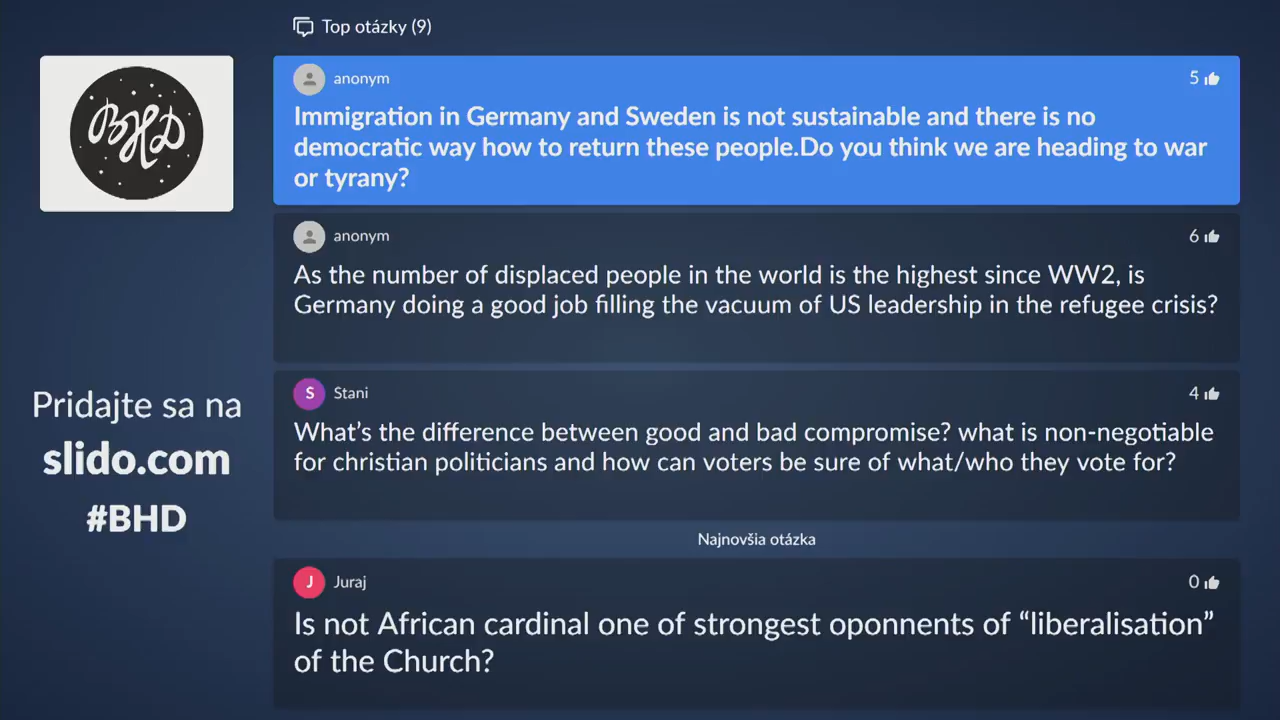 Top otázky (9)
BHD
anonym
5
Immigration in Germany and Sweden is not sustainable and there is no
democratic way how to return these people.Do you think we are heading to war
or tyrany?
anonym
6
As the number of displaced people in the world is the highest since WW2, is
Germany doing a good job filling the vacuum of US leadership in the refugee crisis?
Pridajte sa na
slido.com
#BHD
S
Stani
4
What's the difference between good and bad compromise? what is non-negotiable
for christian politicians and how can voters be sure of what/who they vote for?
Najnovšia otázka
J
Juraj
0
Is not African cardinal one of strongest oponnents of “liberalisation”
of the Church?